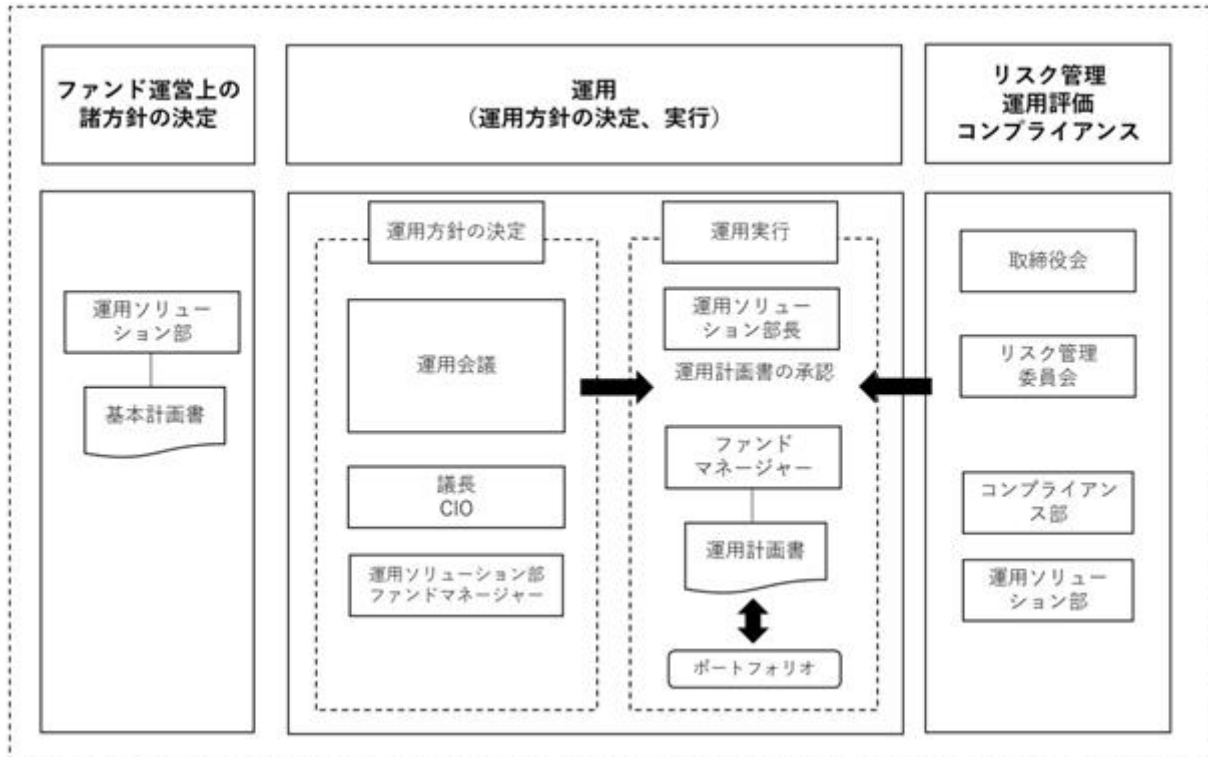 ファンド運営上の
諸方針の決定
運用
（運用方針の決定、実行）
リスク管理
運用評価
コンプライアンス
運用ソリュー
ション部
基本計画書
運用方針の決定
運用会議
議長
CIO
運用ソリューション部
ファンドマネージャー
運用実行
運用ソリュー
ション部長
運用計画書の承認
ファンド
マネージャー
運用計画書
ポートフォリオ
取締役会
リスク管理
委員会
コンプライアン
ス部
運用ソリュー
ション部